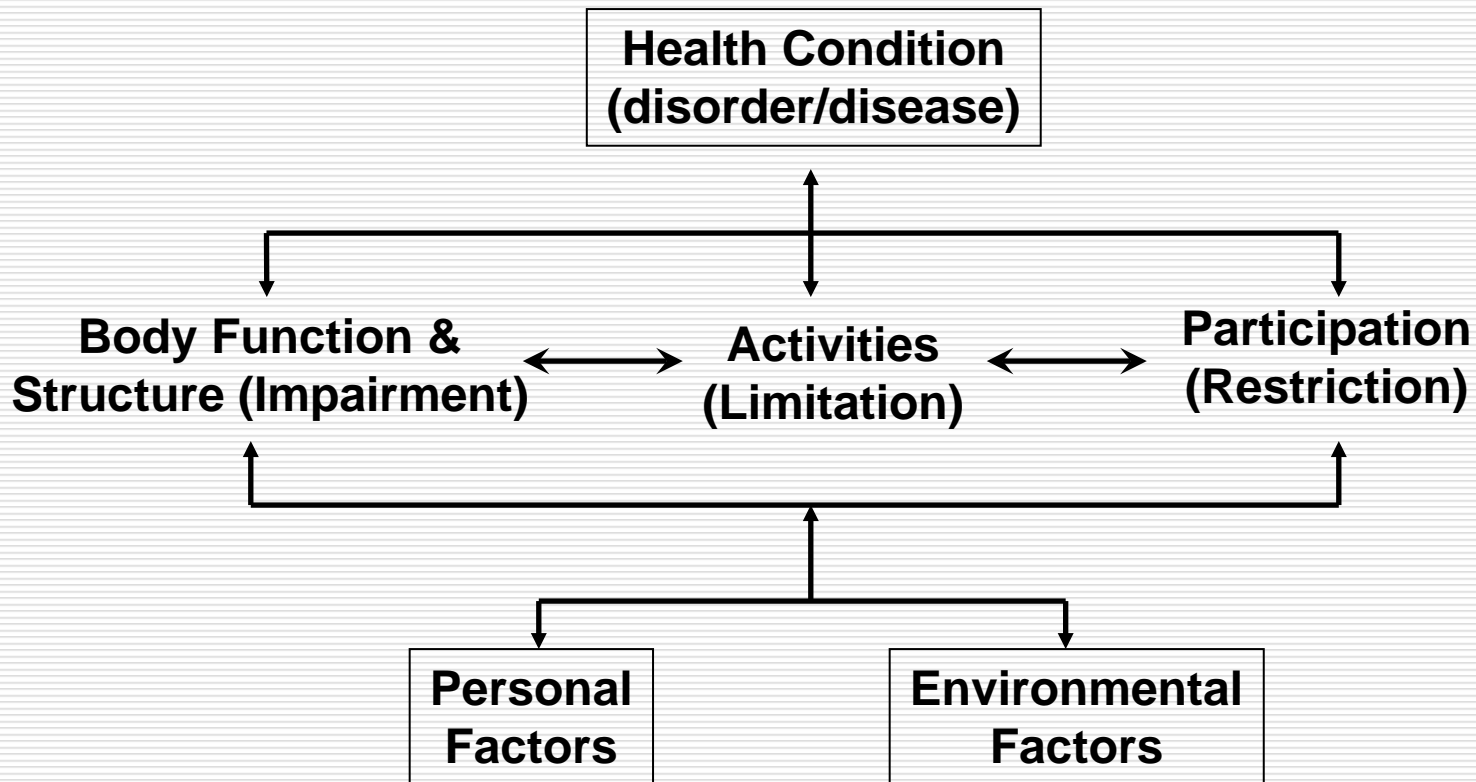 Health Condition
(disorder/disease)
Body Function &
Structure (Impairment)
Activities
(Limitation)
Participation
(Restriction)
Personal
Factors
Environmental
Factors